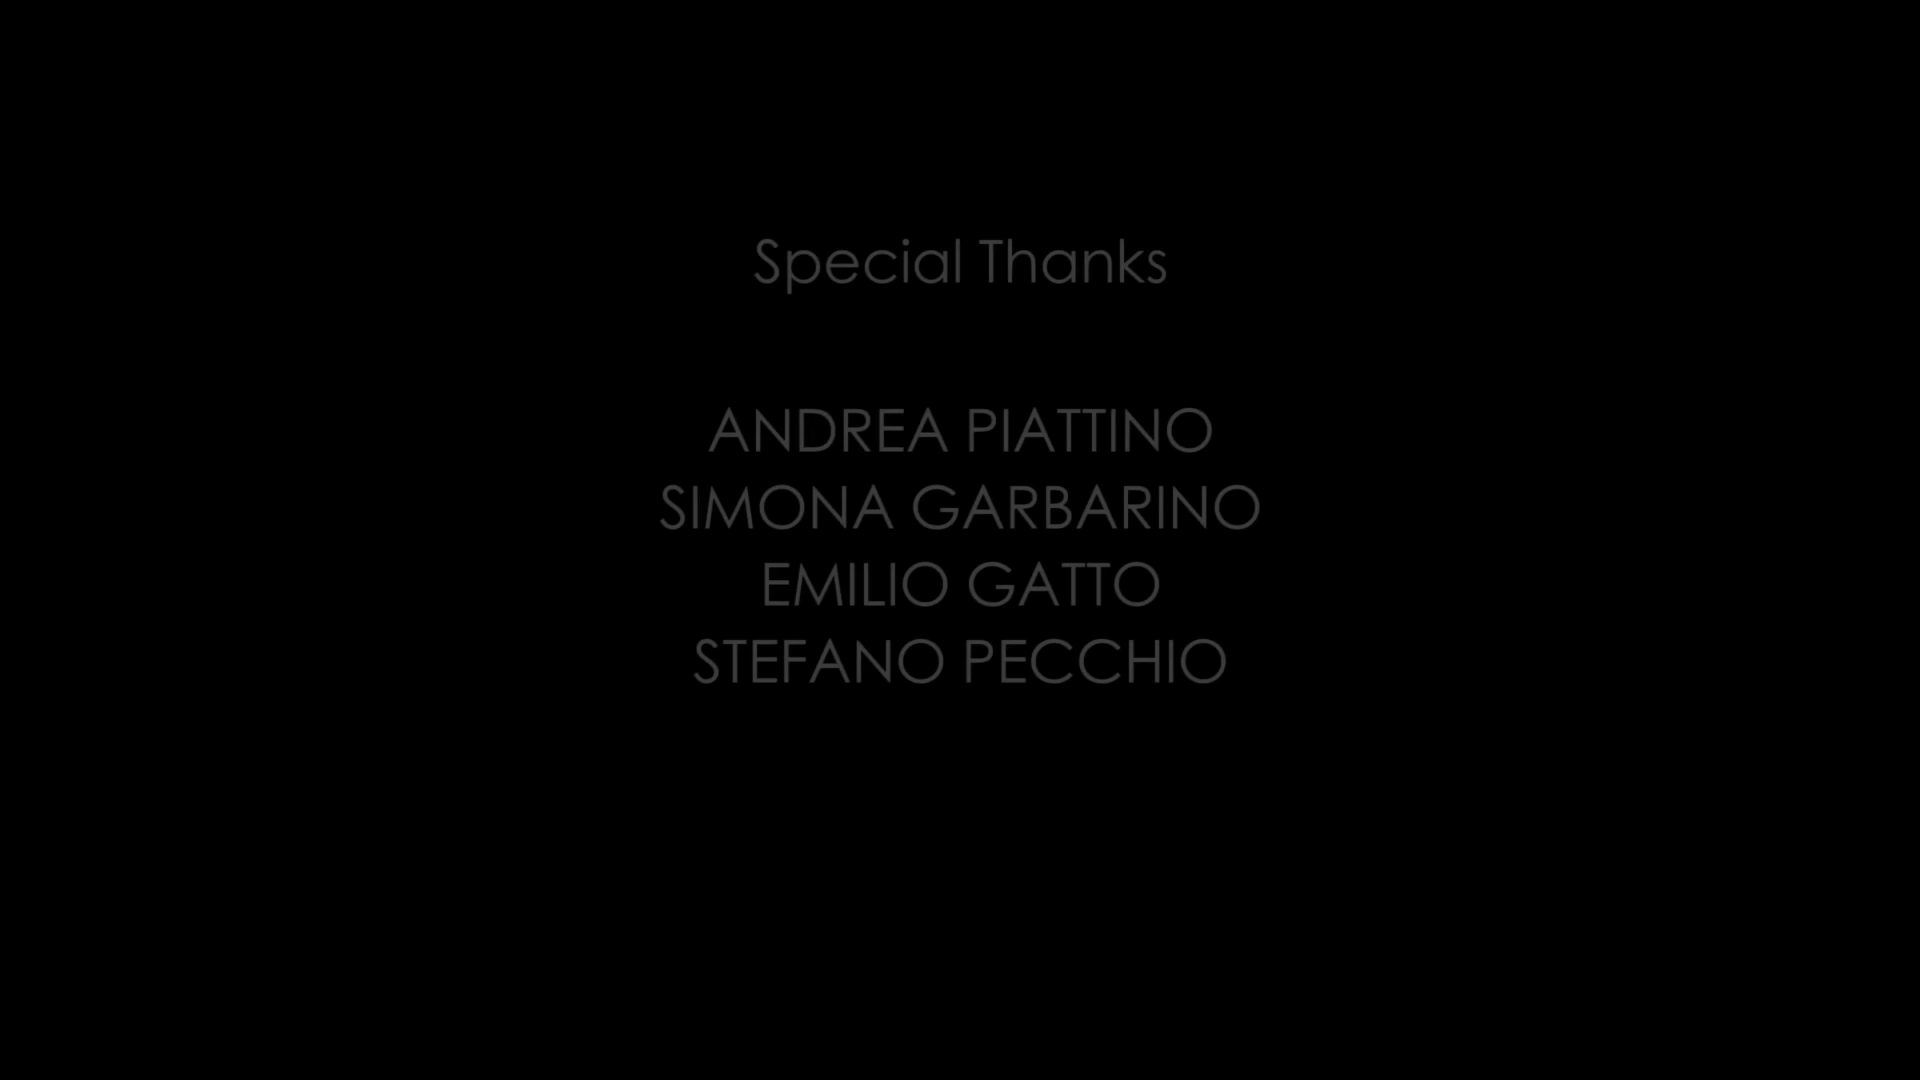 Special Thanks
ANDREA PIATTINO
SIMONA GARBARINO
EMILIO GATTO
STEFANO PECCHIO